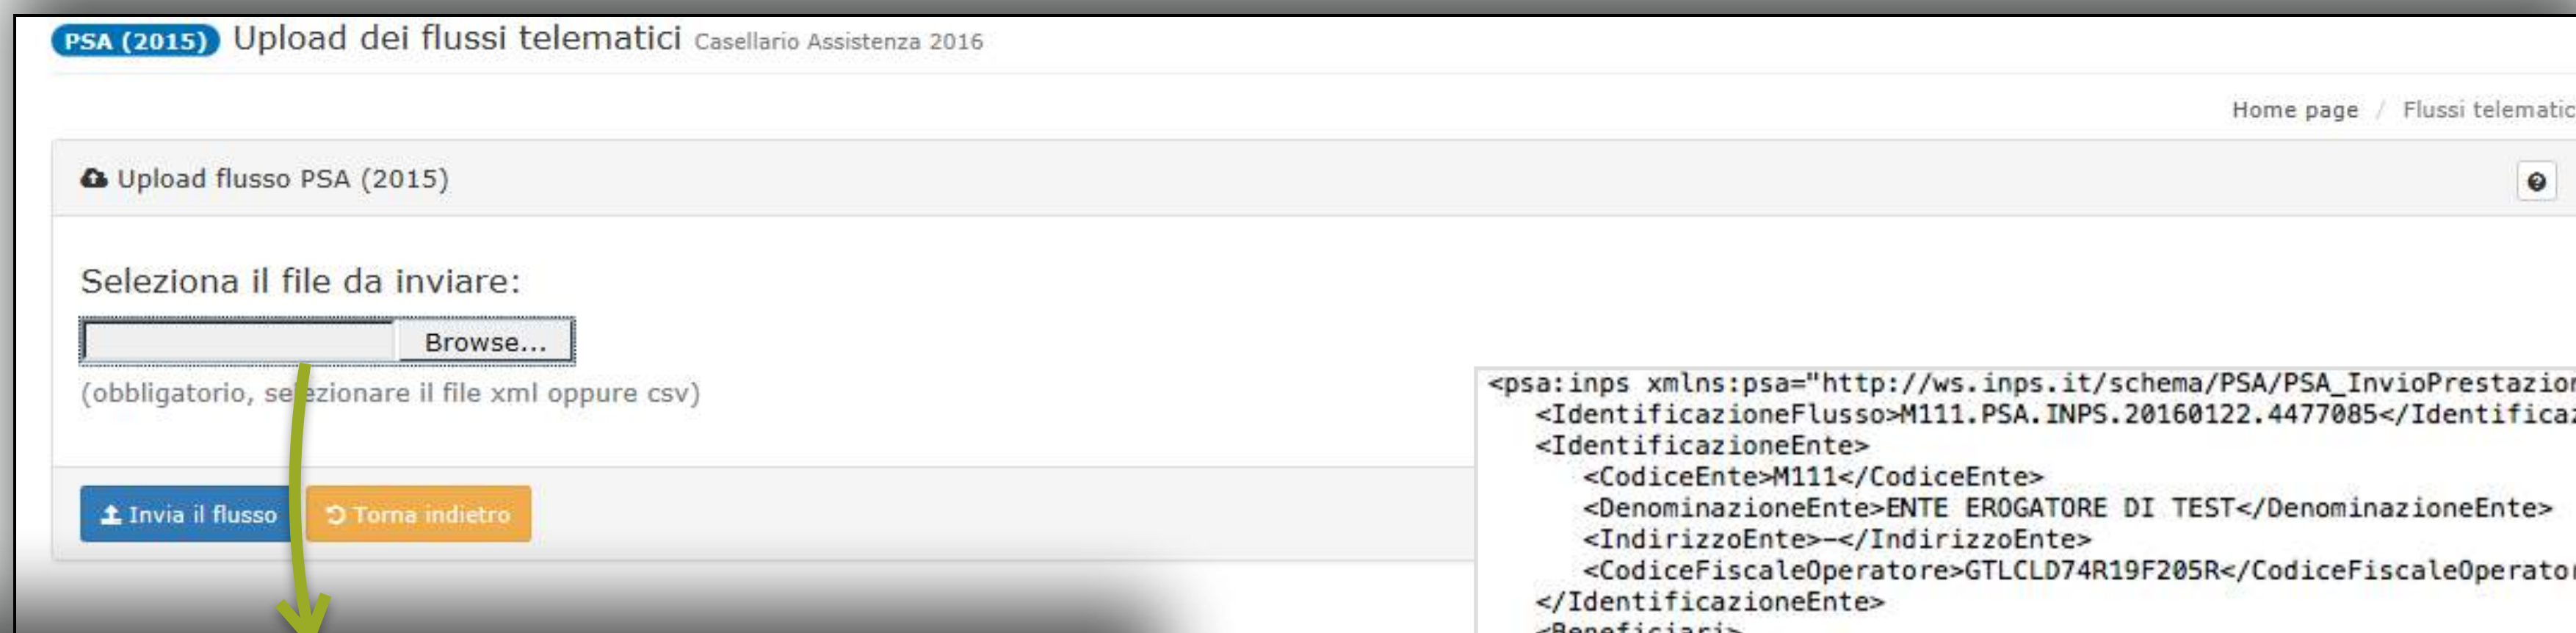 PSA (2015) Upload dei flussi telematici Casellario Assistenza 2016
Home page / Flussi telematic
Upload flusso PSA (2015)
Seleziona il file da inviare:
Browse...
(obbligatorio, selezionare il file xml oppure csv)
Invia il flusso
Torna indietro
<psa:inps xmlns:psa="http://ws.inps.it/schema/PSA/PSA_InvioPrestazion
<IdentificazioneFlusso>M111.PSA.INPS.20160122.4477085</Identificaz
<IdentificazioneEnte>
<CodiceEnte>M111</CodiceEnte>
<DenominazioneEnte>ENTE EROGATORE DI TEST</DenominazioneEnte>
<IndirizzoEnte>-</IndirizzoEnte>
<CodiceFiscaleOperatore>GTLCLD74R19F205R</CodiceFiscaleOperator
</IdentificazioneEnte>
<Beneficiari>